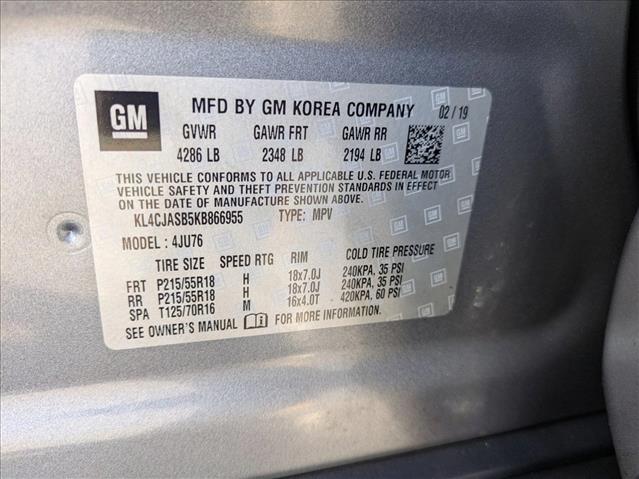 GM
MFD BY GM KOREA COMPANY 02 / 19
GVWR GAWR FRT GAWR RR
4286 LB 2348 LB 2194 LB
THIS VEHICLE CONFORMS TO ALL APPLICABLE U.S. FEDERAL MOTOR
VEHICLE SAFETY AND THEFT PREVENTION STANDARDS IN EFFECT
ON THE DATE OF MANUFACTURE SHOWN ABOVE.
KL4CJASB5KB866955 TYPE: MPV
MODEL : 4JU76
TIRE SIZE SPEED RTG RIM COLD TIRE PRESSURE
FRT P215/55R18 H 18x7.0J 240KPA, 35 PSI
RR P215/55R18 H 18x7.0J 240KPA, 35 PSI
SPA T125/70R16 M 16x4.0T 420KPA, 60 PSI
SEE OWNER'S MANUAL FOR MORE INFORMATION.